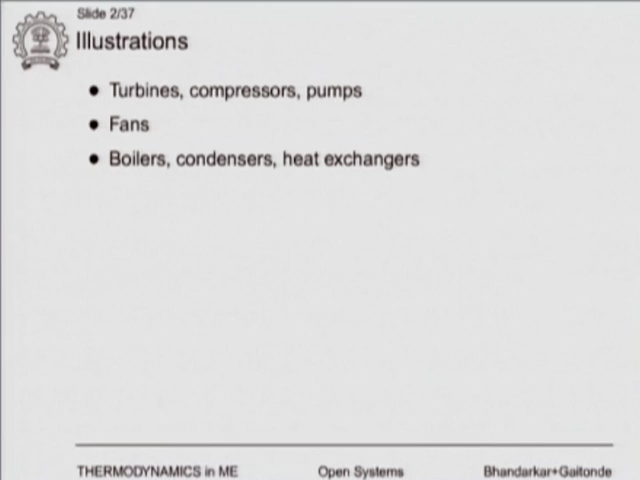 Slide 2/37
Illustrations
• Turbines, compressors, pumps
• Fans
• Boilers, condensers, heat exchangers
THERMODYNAMICS in ME Open Systems Bhandarkar+Gaitonde